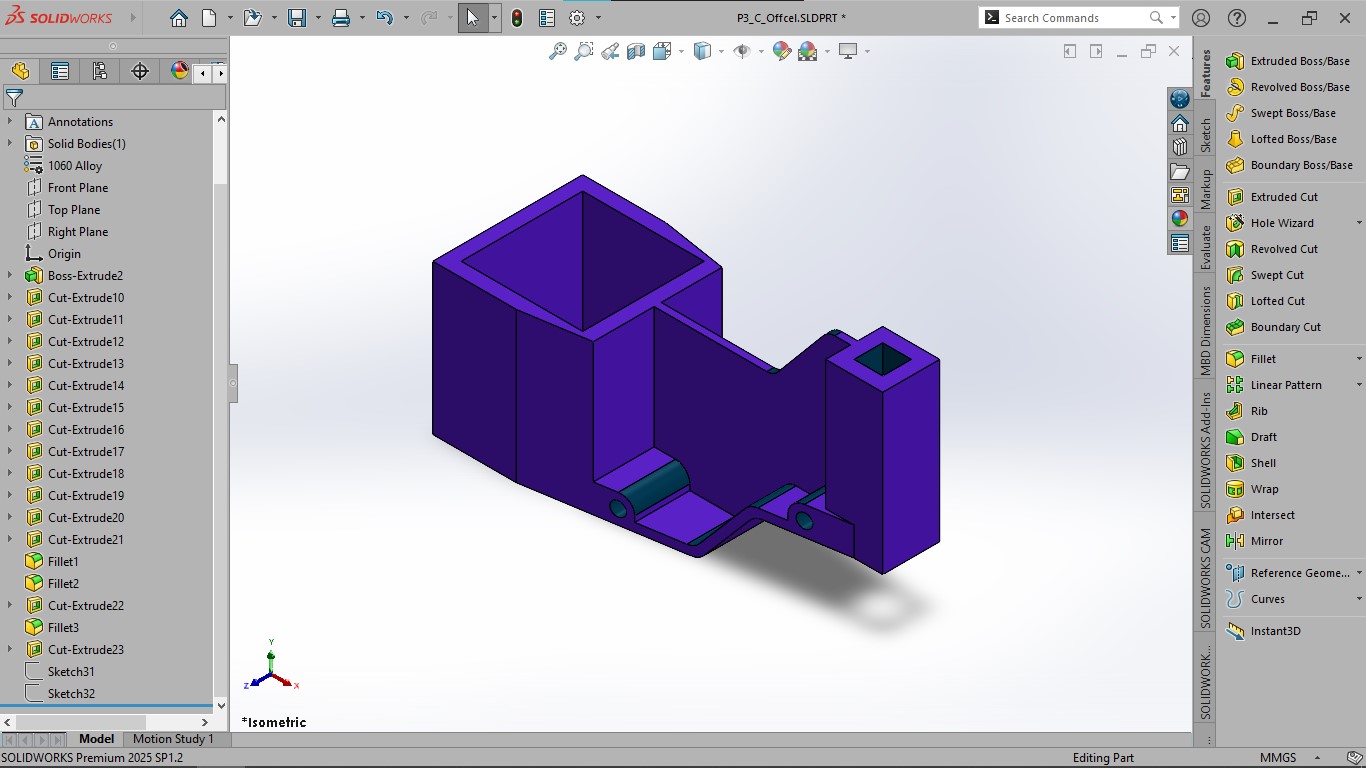 SOLIDWORKS
P3_C_Offcel.SLDPRT *
Search Commands
Annotations
Solid Bodies(1)
1060 Alloy
Front Plane
Top Plane
Right Plane
Origin
Boss-Extrude2
Cut-Extrude10
Cut-Extrude11
Cut-Extrude12
Cut-Extrude13
Cut-Extrude14
Cut-Extrude15
Cut-Extrude16
Cut-Extrude17
Cut-Extrude18
Cut-Extrude19
Cut-Extrude20
Cut-Extrude21
Fillet1
Fillet2
Cut-Extrude22
Fillet3
Cut-Extrude23
Sketch31
Sketch32
Y
Z
X
*Isometric
Features
Sketch
Markup
Evaluate
MBD Dimensions
SOLIDWORKS Add-Ins
SOLIDWORKS CAM
SOLIDWORK...
Extruded Boss/Base
Revolved Boss/Base
Swept Boss/Base
Lofted Boss/Base
Boundary Boss/Base
Extruded Cut
Hole Wizard
Revolved Cut
Swept Cut
Lofted Cut
Boundary Cut
Fillet
Linear Pattern
Rib
Draft
Shell
Wrap
Intersect
Mirror
Reference Geome...
Curves
Instant3D
Model
Motion Study 1
SOLIDWORKS Premium 2025 SP1.2
Editing Part
MMGS